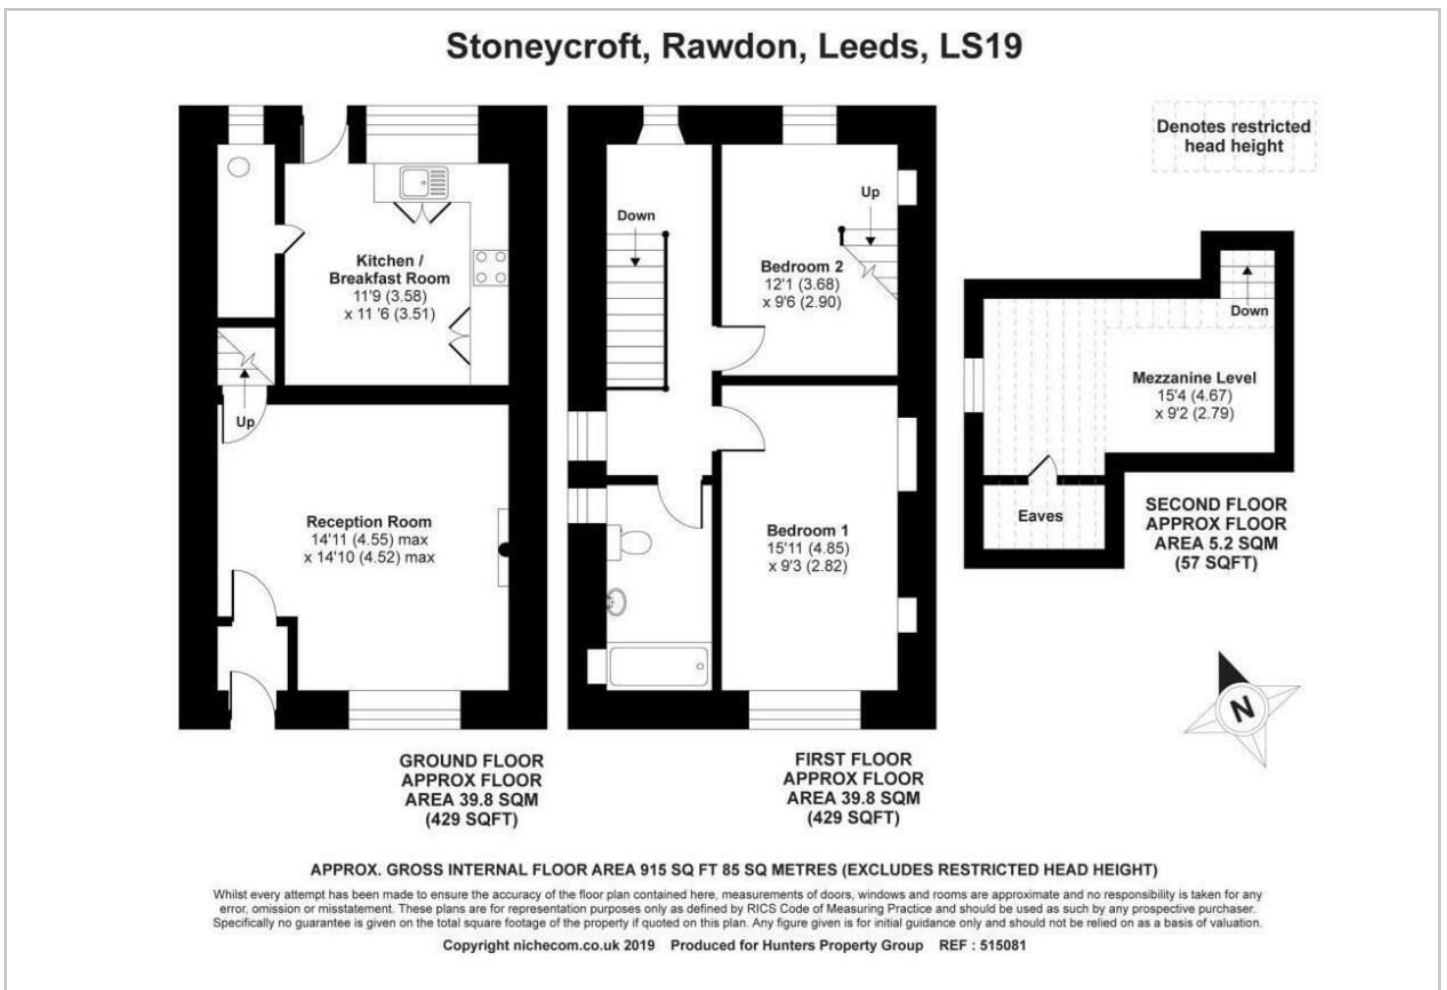 Stoneycroft, Rawdon, Leeds, LS19
Denotes restricted
head height
Kitchen /
Breakfast Room
11'9 (3.58)
x 11 '6 (3.51)
Up
Reception Room
14'11 (4.55) max
x 14'10 (4.52) max
GROUND FLOOR
APPROX FLOOR
AREA 39.8 SQM
(429 SQFT)
Down
Up
Bedroom 2
12'1 (3.68)
x 9'6 (2.90)
Bedroom 1
15'11 (4.85)
x 9'3 (2.82)
FIRST FLOOR
APPROX FLOOR
AREA 39.8 SQM
(429 SQFT)
Down
Mezzanine Level
15'4 (4.67)
x 9'2 (2.79)
Eaves
SECOND FLOOR
APPROX FLOOR
AREA 5.2 SQM
(57 SQFT)
N
APPROX. GROSS INTERNAL FLOOR AREA 915 SQ FT 85 SQ METRES (EXCLUDES RESTRICTED HEAD HEIGHT)
Whilst every attempt has been made to ensure the accuracy of the floor plan contained here, measurements of doors, windows and rooms are approximate and no responsibility is taken for any
error, omission or misstatement. These plans are for representation purposes only as defined by RICS Code of Measuring Practice and should be used as such by any prospective purchaser.
Specifically no guarantee is given on the total square footage of the property if quoted on this plan. Any figure given is for initial guidance only and should not be relied on as a basis of valuation.
Copyright nichecom.co.uk 2019 Produced for Hunters Property Group REF : 515081